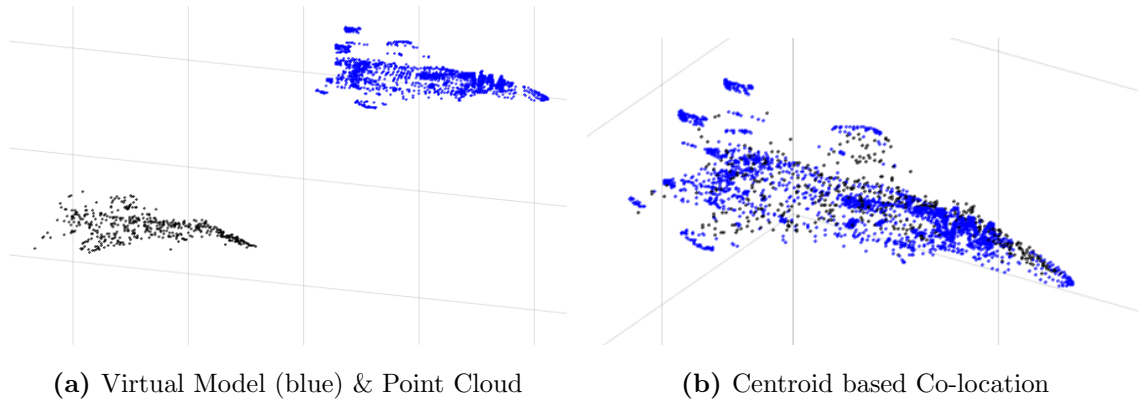 (a) Virtual Model (blue) & Point Cloud
(b) Centroid based Co-location